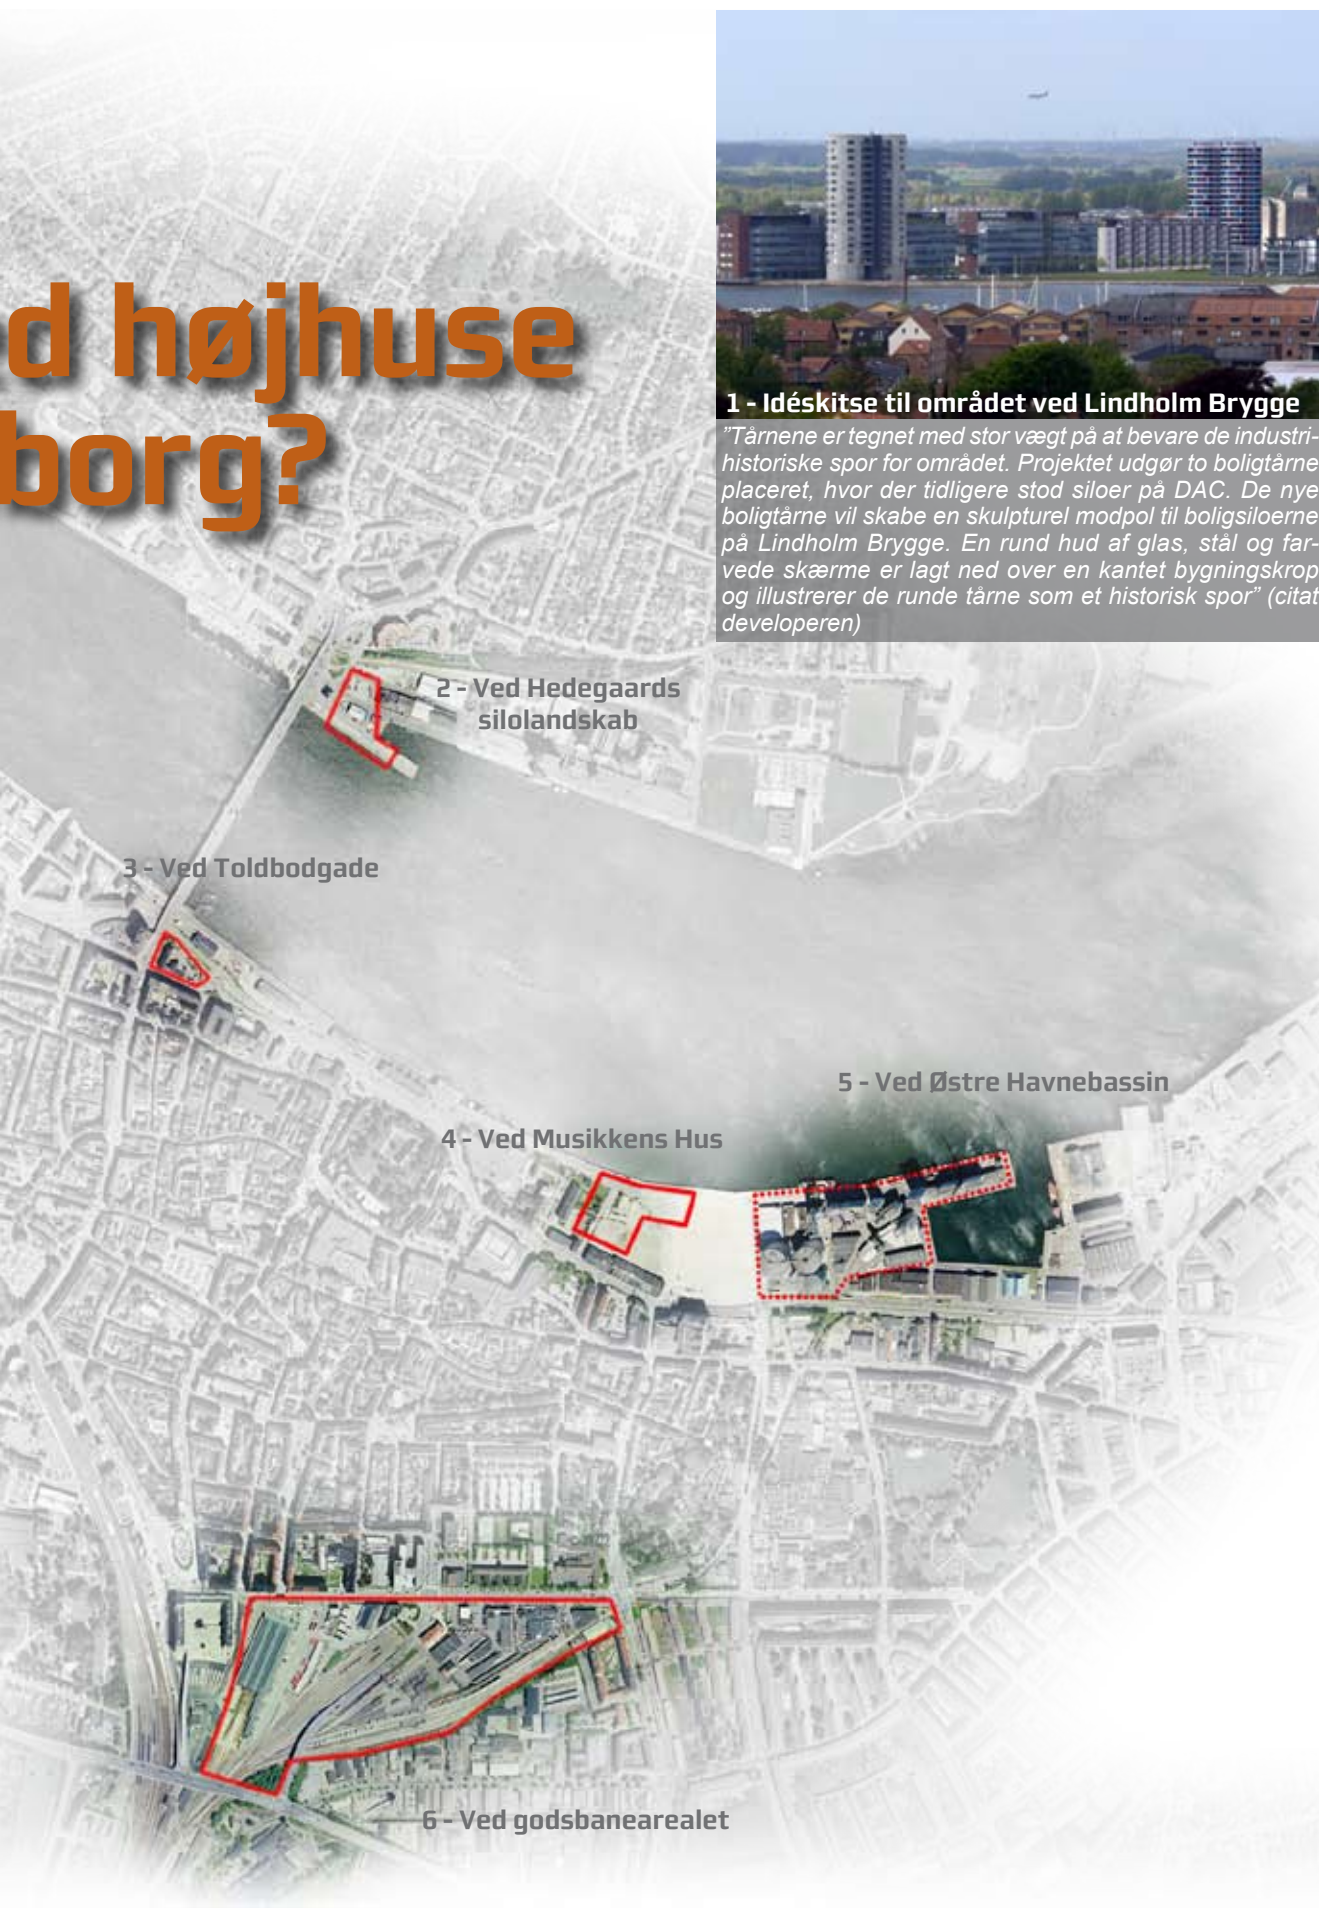 d højhuse
borg?
1 - Idéskitse til området ved Lindholm Brygge
"Tårnene er tegnet med stor vægt på at bevare de industri-
historiske spor for området. Projektet udgør to boligtårne
placeret, hvor der tidligere stod siloer på DAC. De nye
boligtårne vil skabe en skulpturel modpol til boligsiloerne
på Lindholm Brygge. En rund hud af glas, stål og far-
vede skærme er lagt ned over en kantet bygningskrop
og illustrerer de runde tårne som et historisk spor" (citat
developeren)
2 - Ved Hedegaards
silolandskab
3 - Ved Toldbodgade
5 - Ved Østre Havnebassin
4 - Ved Musikkens Hus
6 - Ved godsbanearealet